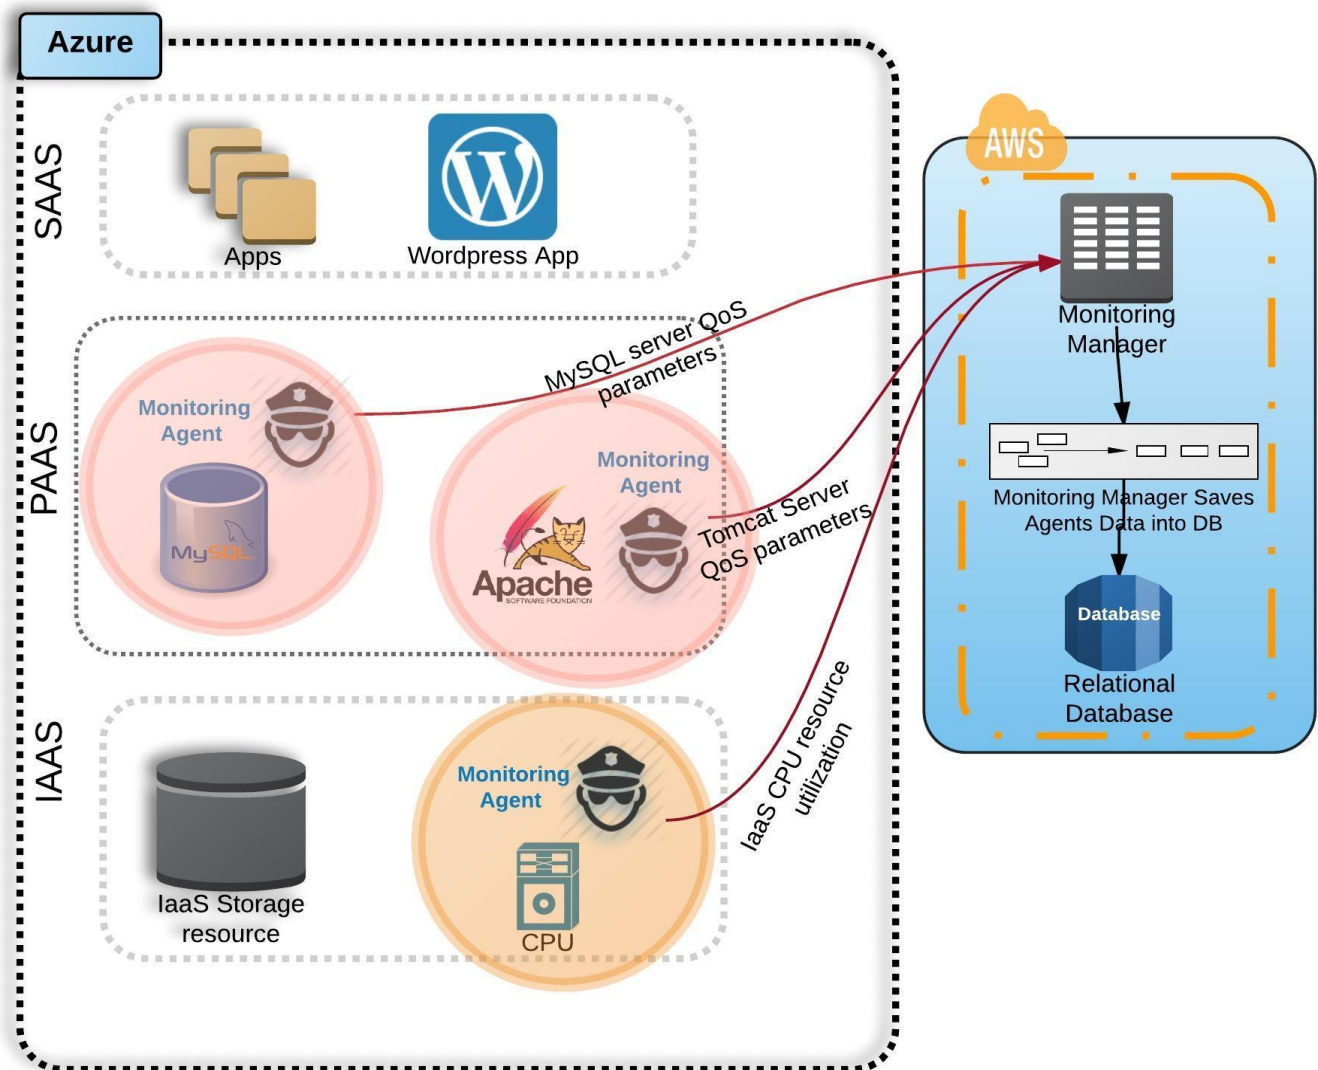 Azure
SAAS
Apps
Wordpress App
PAAS
Monitoring
Agent
MySQL
MySQL server QoS
parameters
Monitoring
Agent
Apache
SOFTWARE FOUNDATION
Tomcat Server
QoS parameters
IAAS
IaaS Storage
resource
Monitoring
Agent
CPU
IaaS CPU resource
utilization
AWS
Monitoring
Manager
Monitoring Manager Saves
Agents Data into DB
Database
Relational
Database